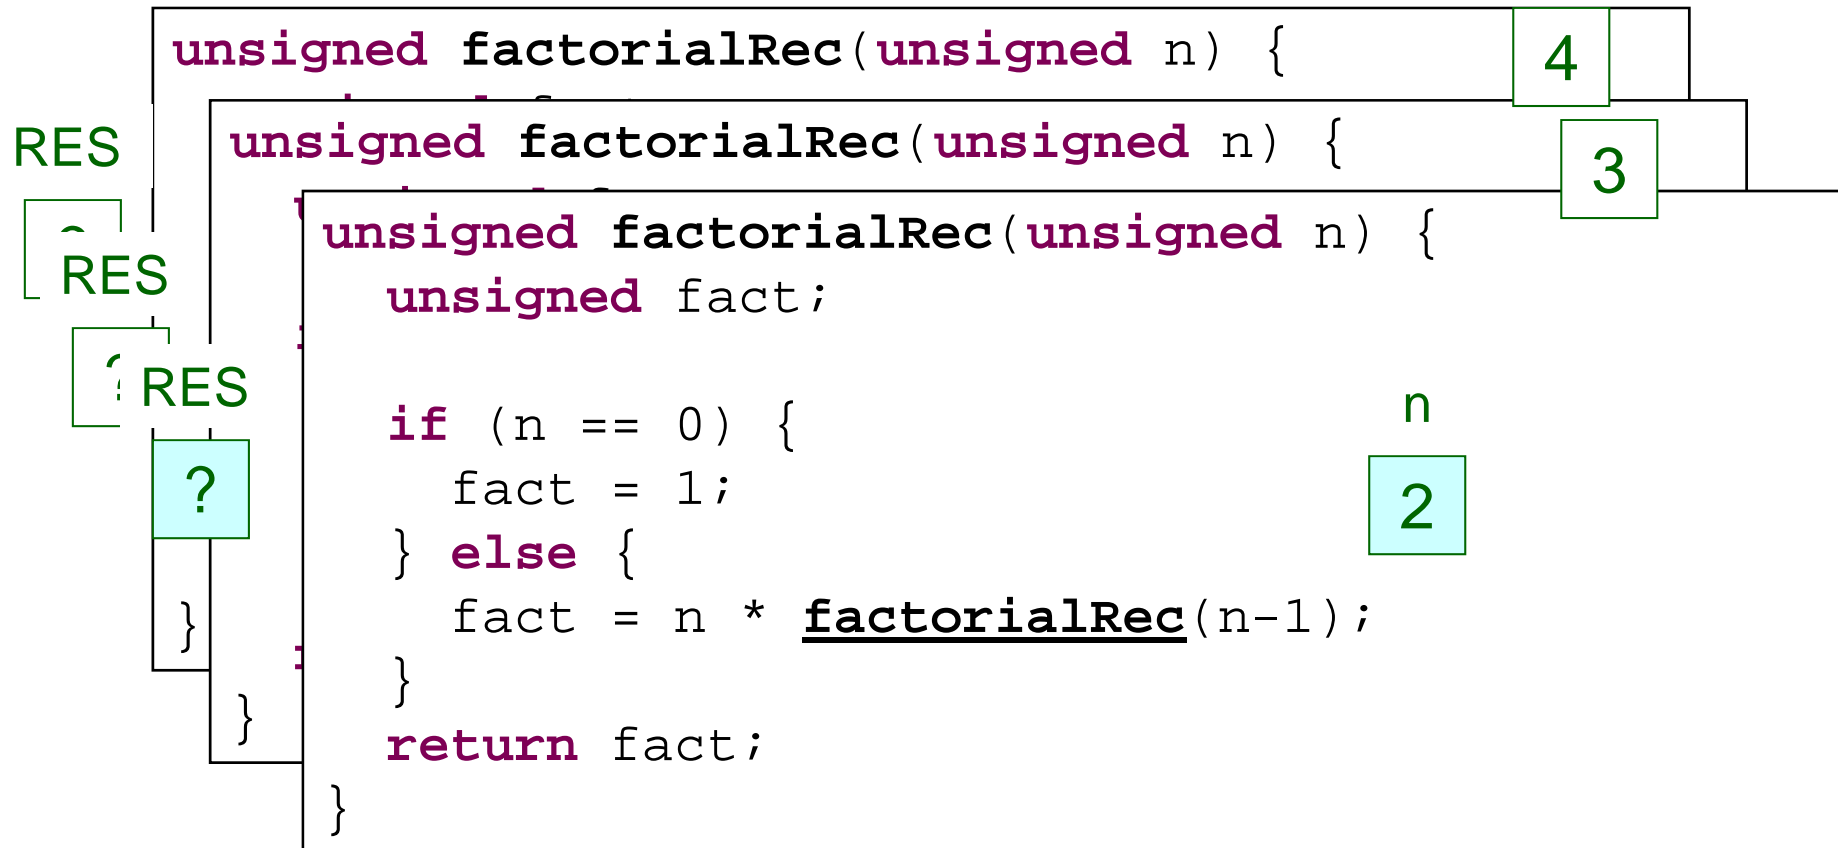 unsigned factorialRec(unsigned n) {
4
unsigned factorialRec(unsigned n) {
3
RES
unsigned factorialRec(unsigned n) {
RES
unsigned fact;
RES
n
if (n == 0) {
?
fact = 1;
2
} else {
fact = n * factorialRec(n-1);
}
}
}
return fact;
}